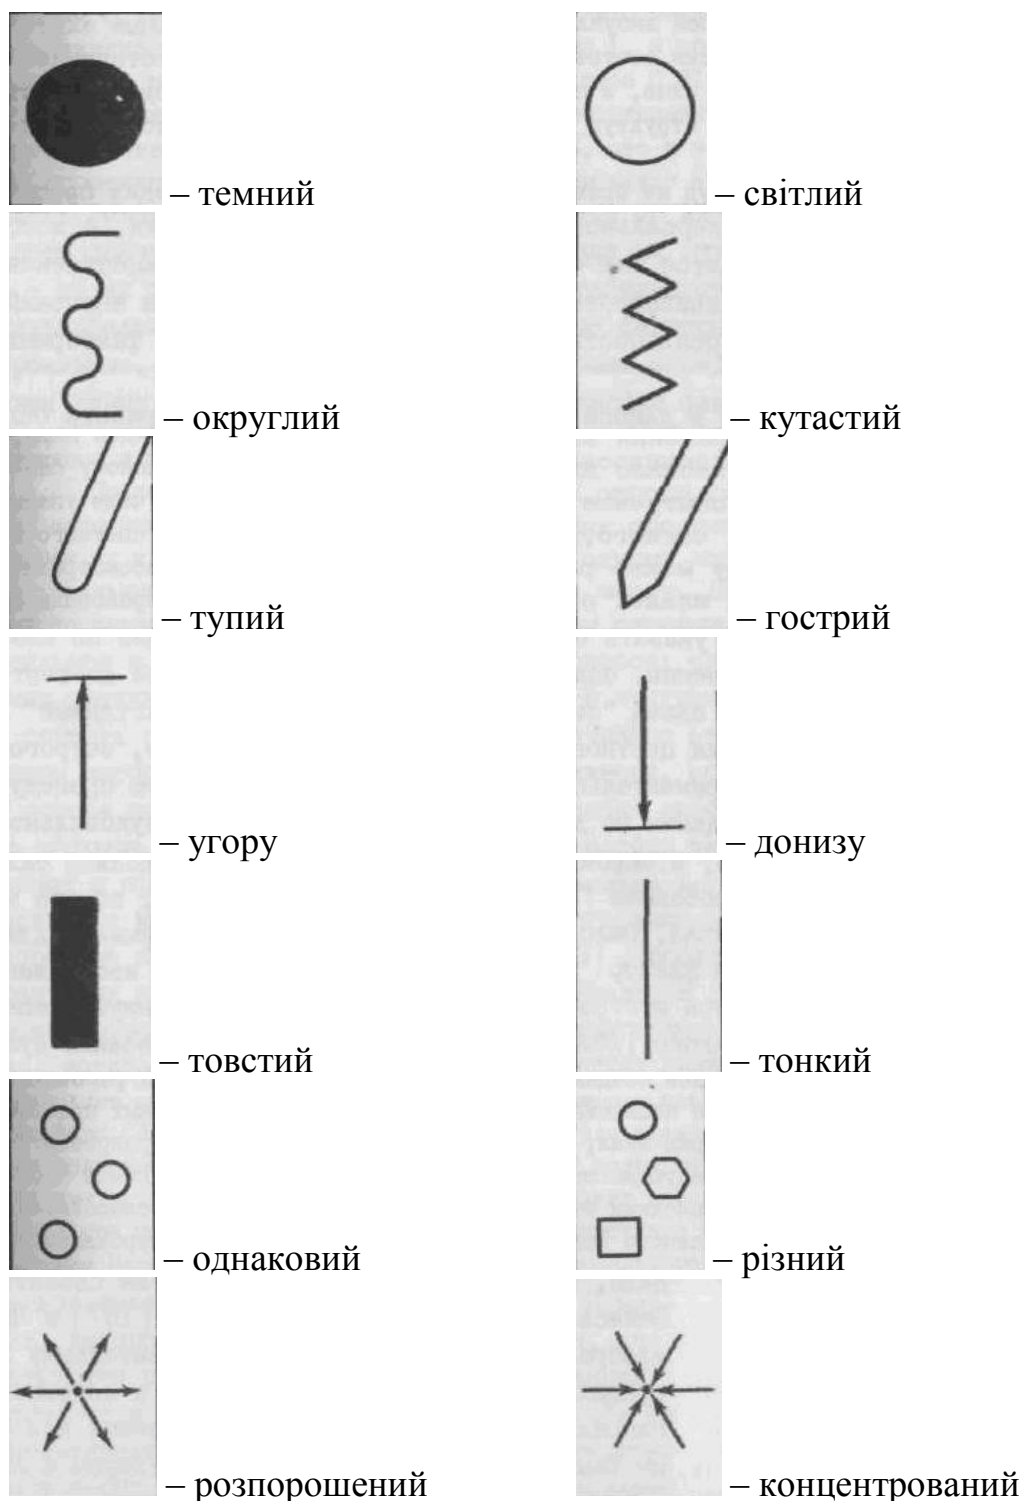 – темний – світлий
– округлий – кутастий
– тупий – гострий
– угору – донизу
– товстий – тонкий
– однаковий – різний
– розпорошений – концентрований